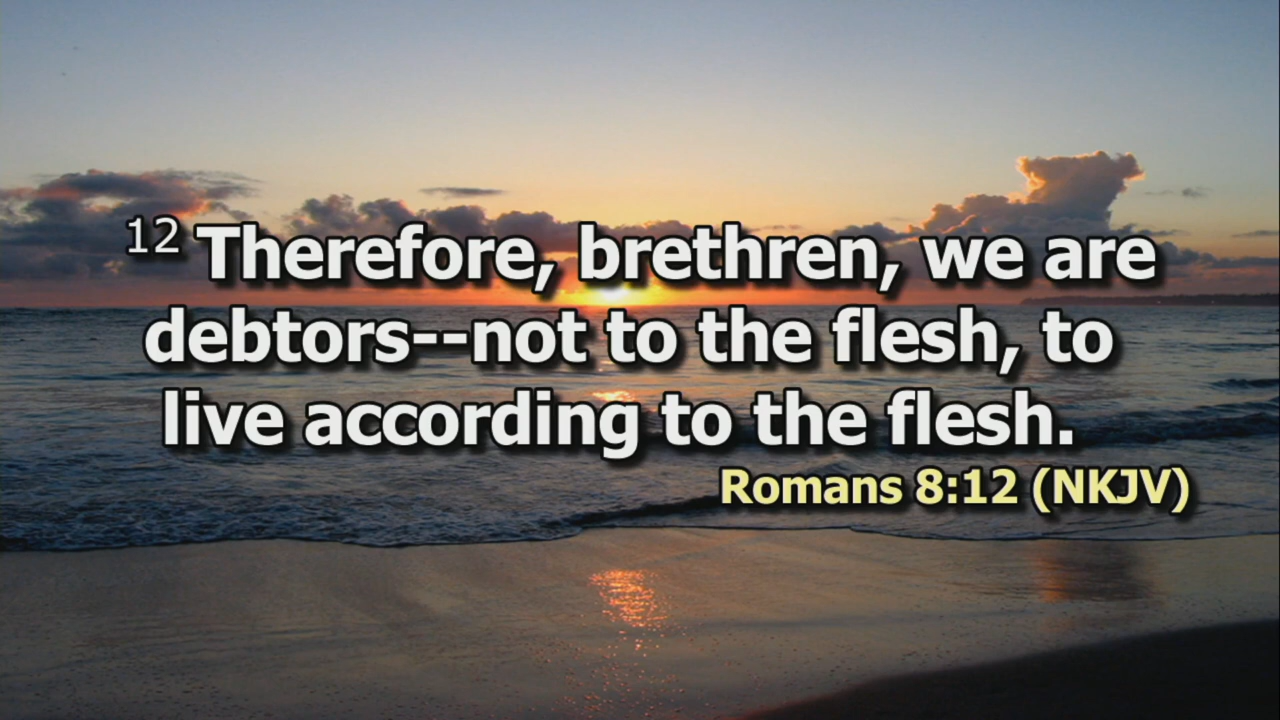 12 Therefore, brethren, we are
debtors--not to the flesh, to
live according to the flesh.
Romans 8:12 (NKJV)